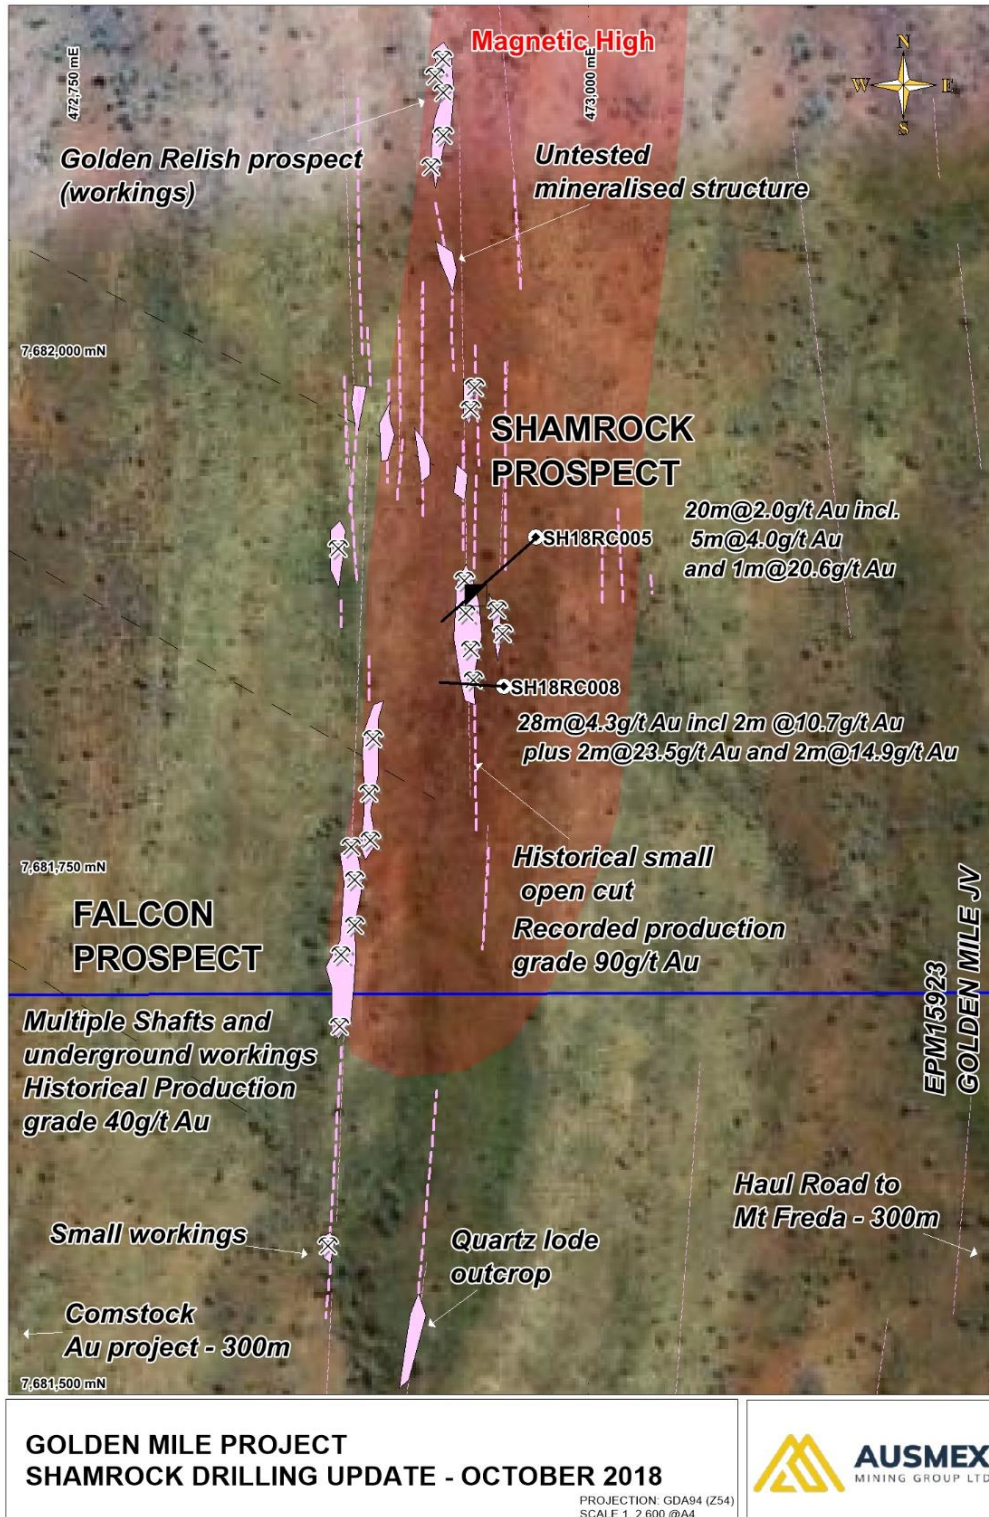 Magnetic High
472,750 mE
473,000 mE
N
W
E
S
Golden Relish prospect
(workings)
Untested
mineralised structure
7,682,000 mN
SHAMROCK
PROSPECT
20m@2.0g/t Au incl.
5m@4.0g/t Au
and 1m@20.6g/t Au
SH18RC005
SH18RC008
28m@4.3g/t Au incl 2m @10.7g/t Au
plus 2m@23.5g/t Au and 2m@14.9g/t Au
7,681,750 mN
Historical small
open cut
Recorded production
grade 90g/t Au
FALCON
PROSPECT
EPM15923
GOLDEN MILE JV
Multiple Shafts and
underground workings
Historical Production
grade 40g/t Au
Haul Road to
Mt Freda - 300m
Small workings
Quartz lode
outcrop
Comstock
Au project - 300m
7,681,500 mN
GOLDEN MILE PROJECT
SHAMROCK DRILLING UPDATE - OCTOBER 2018
PROJECTION: GDA94 (Z54)
SCALE 1 2,600 @A4
AUSMEX
MINING GROUP LTD